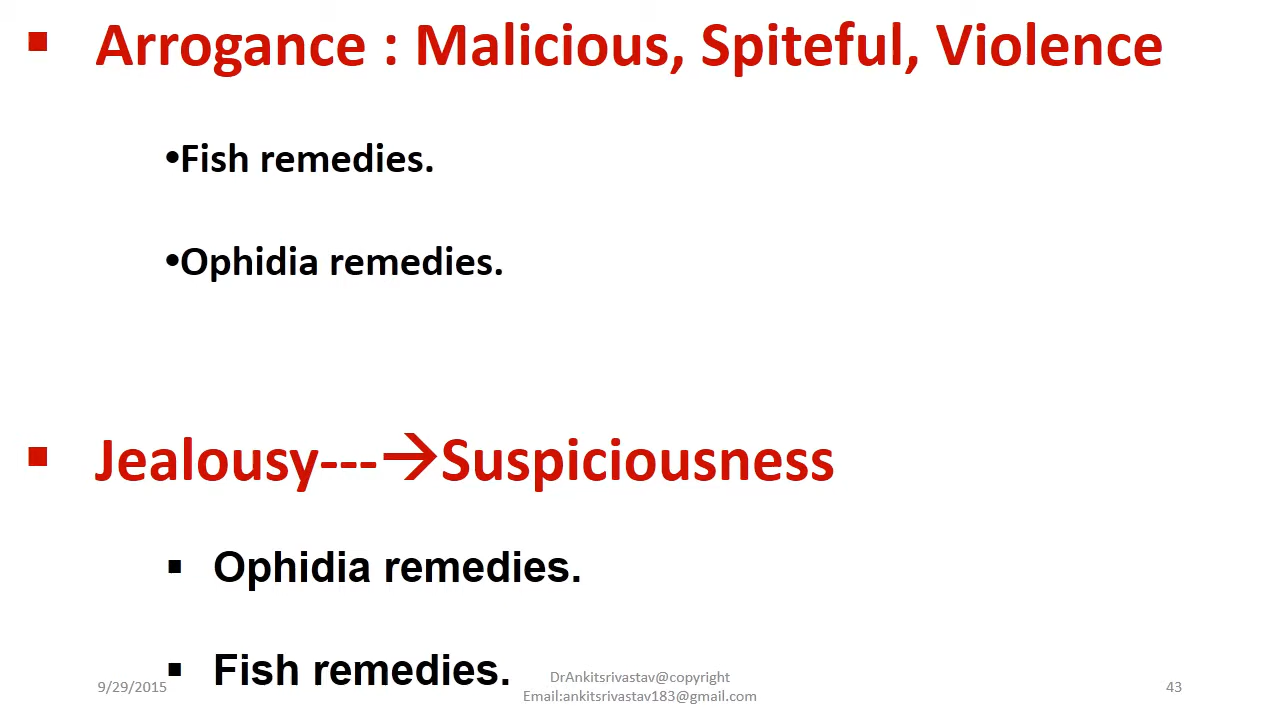 ▪ Arrogance : Malicious, Spiteful, Violence
•Fish remedies.
•Ophidia remedies.
▪ Jealousy---→Suspiciousness
▪ Ophidia remedies.
▪ Fish remedies.
9/29/2015
DrAnkitsrivastav@copyright
Email:ankitsrivastav183@gmail.com
43